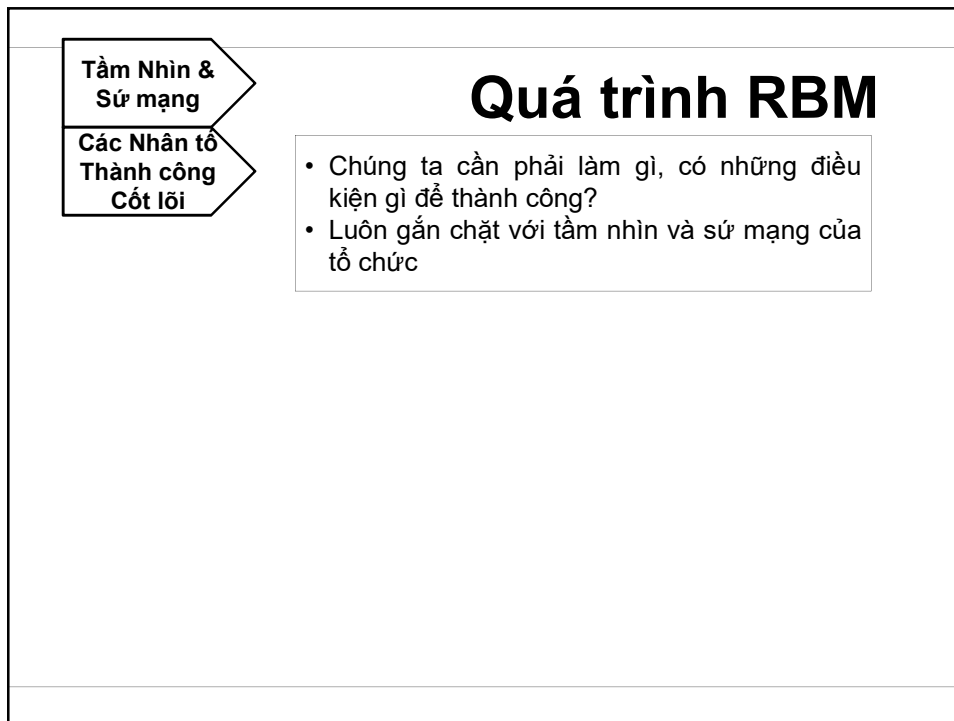 Tầm Nhìn &
Sứ mạng
Quá trình RBM
Các Nhân tố
Thành công
Cốt lõi
• Chúng ta cần phải làm gì, có những điều
kiện gì để thành công?
• Luôn gắn chặt với tầm nhìn và sứ mạng của
tổ chức